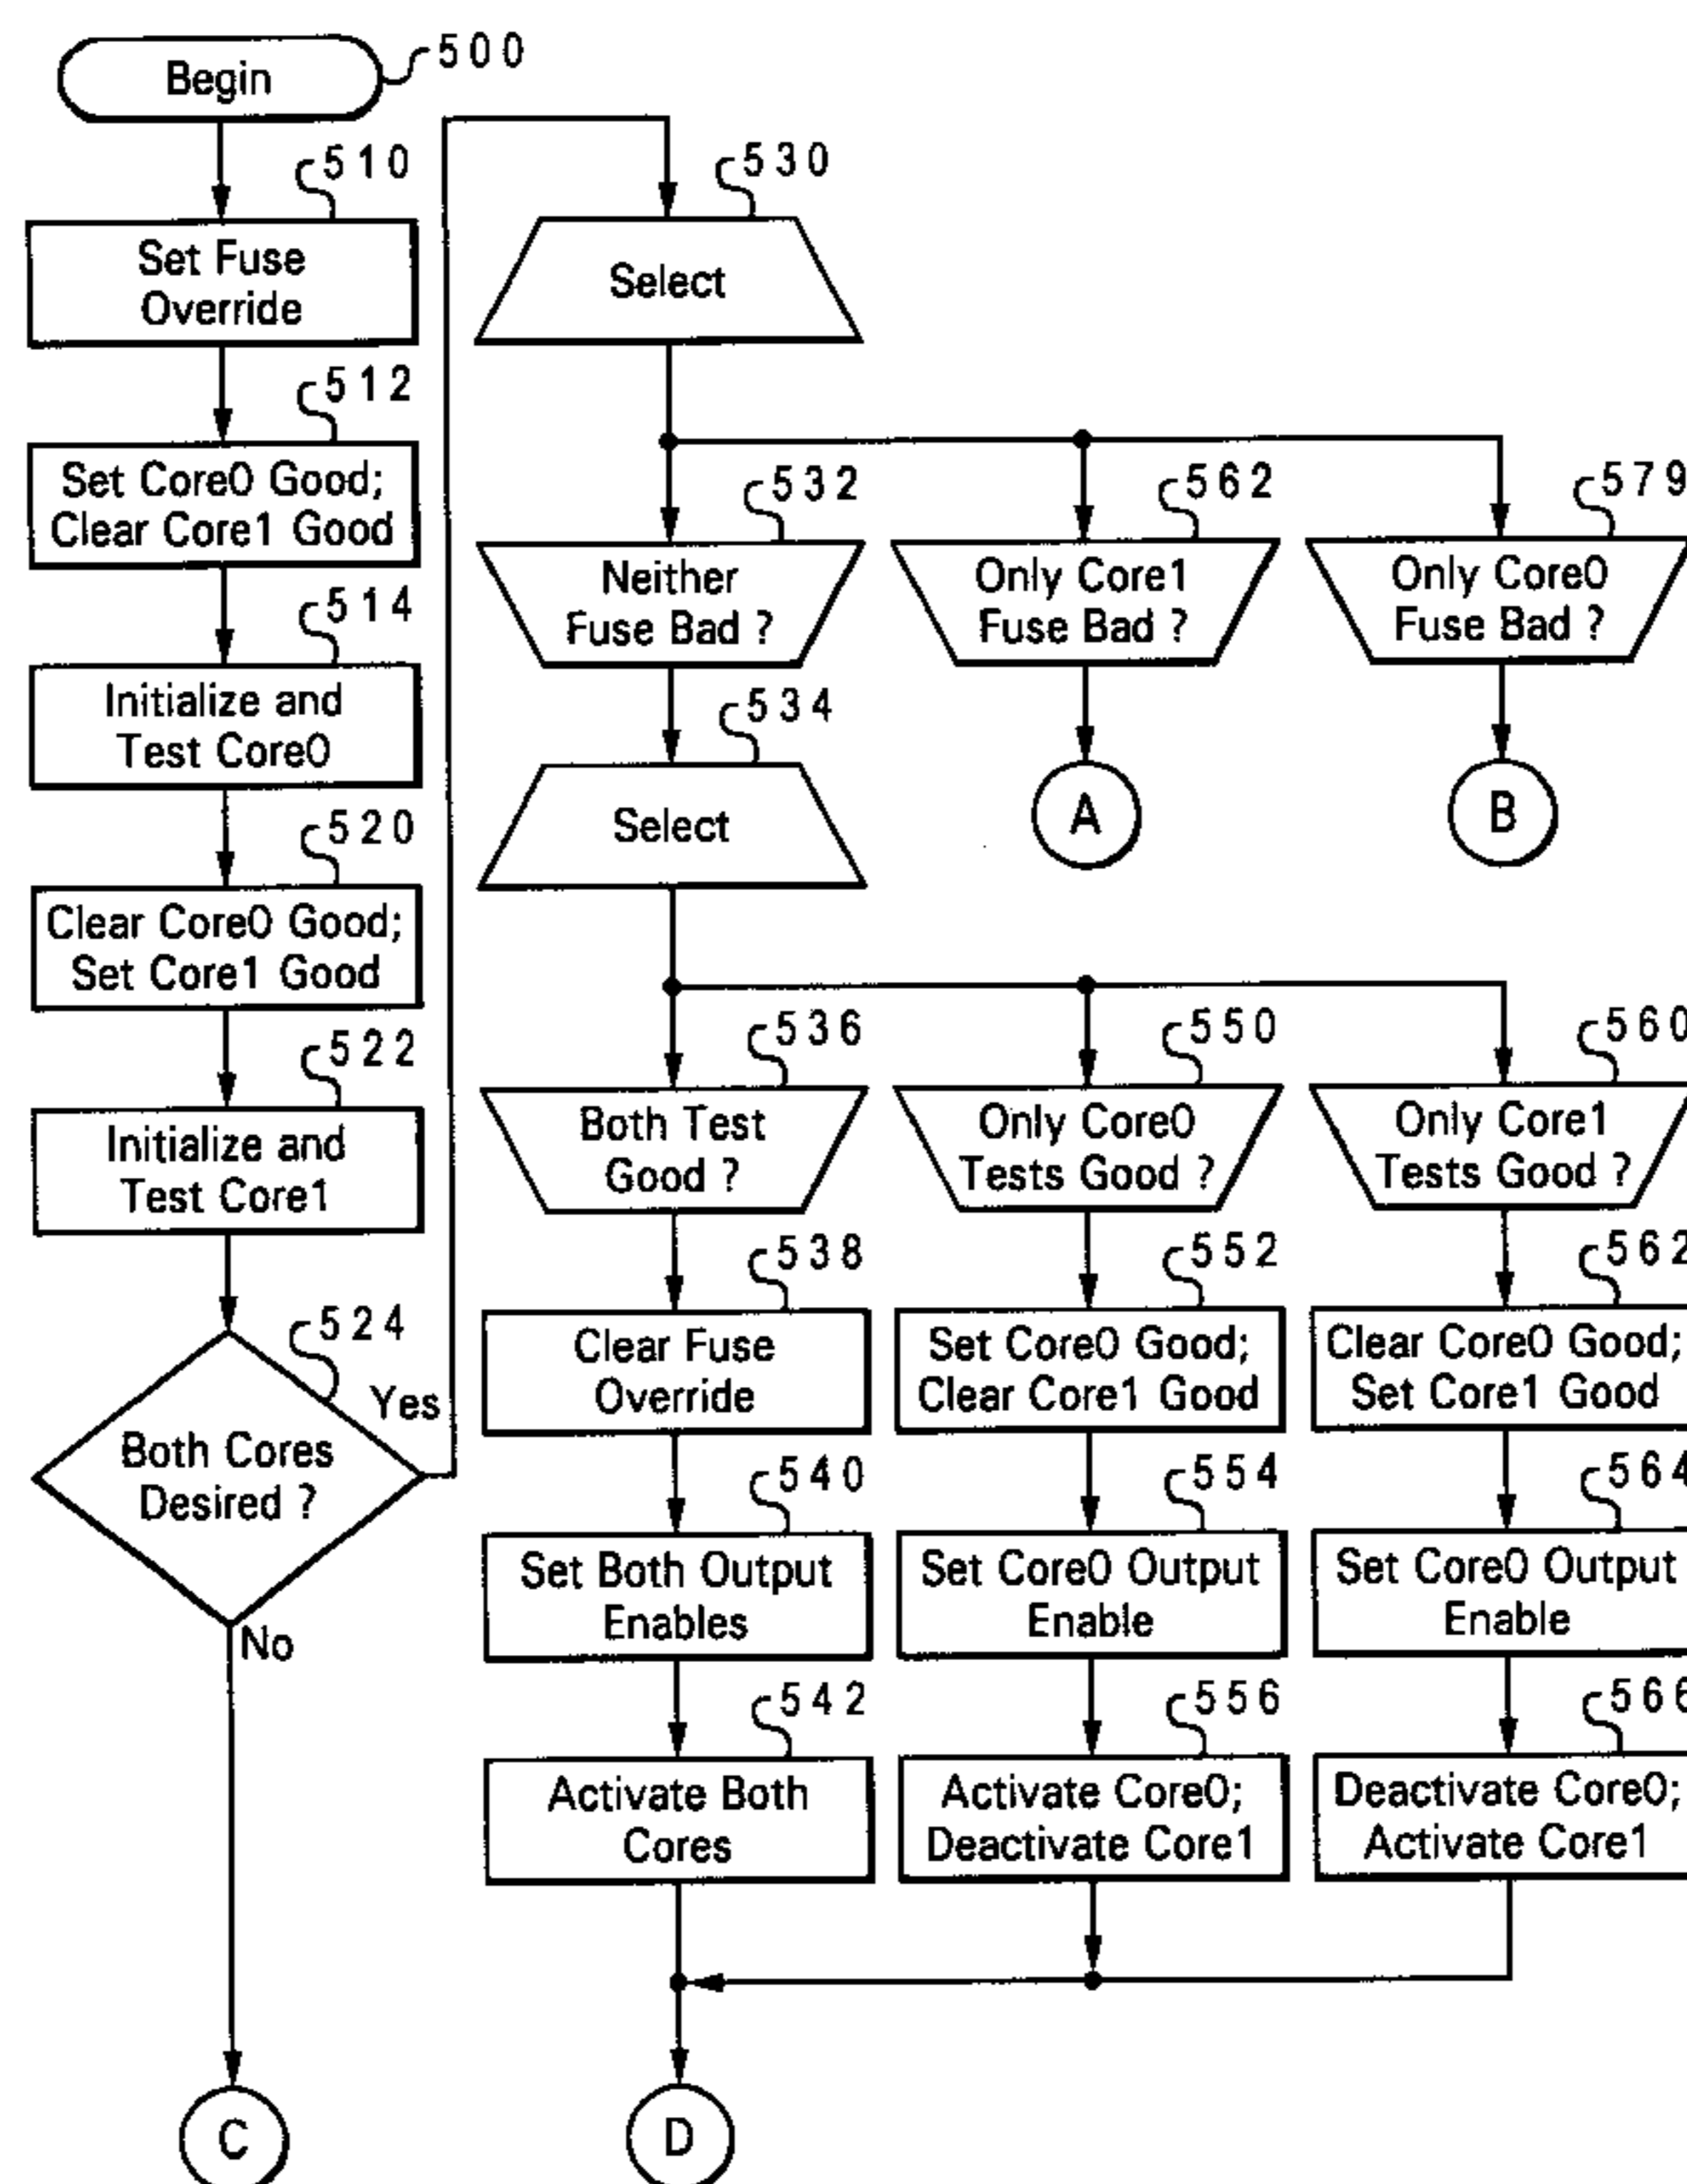 Begin
500
510
Set Fuse
Override
512
Set Core0 Good;
Clear Core1 Good
514
Initialize and
Test Core0
520
Clear Core0 Good;
Set Core1 Good
522
Initialize and
Test Core1
524
Both Cores
Desired ?
Yes
No
C
530
Select
532
Neither
Fuse Bad ?
562
Only Core1
Fuse Bad ?
A
579
Only Core0
Fuse Bad ?
B
534
Select
536
Both Test
Good ?
538
Clear Fuse
Override
540
Set Both Output
Enables
542
Activate Both
Cores
550
Only Core0
Tests Good ?
552
Set Core0 Good;
Clear Core1 Good
554
Set Core0 Output
Enable
556
Activate Core0;
Deactivate Core1
560
Only Core1
Tests Good ?
562
Clear Core0 Good;
Set Core1 Good
564
Set Core0 Output
Enable
566
Deactivate Core0;
Activate Core1
D